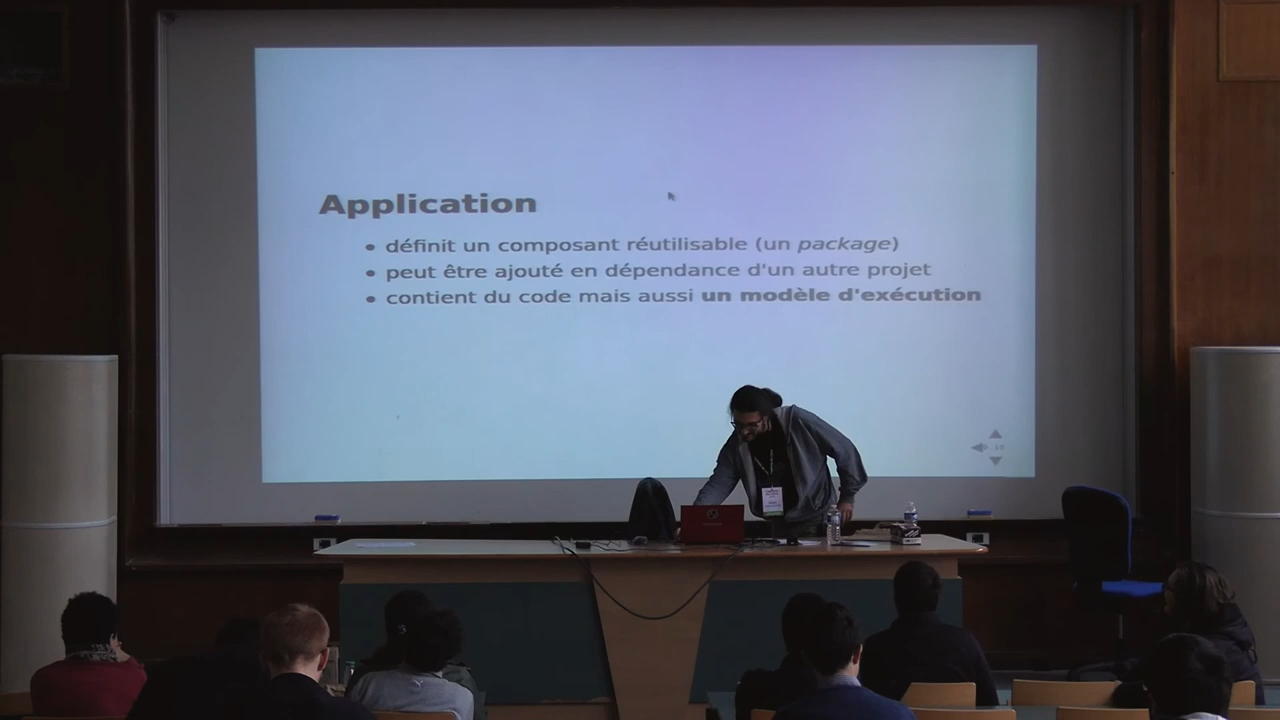 Application
• définit un composant réutilisable (un package)
• peut être ajouté en dépendance d'un autre projet
• contient du code mais aussi un modèle d'exécution